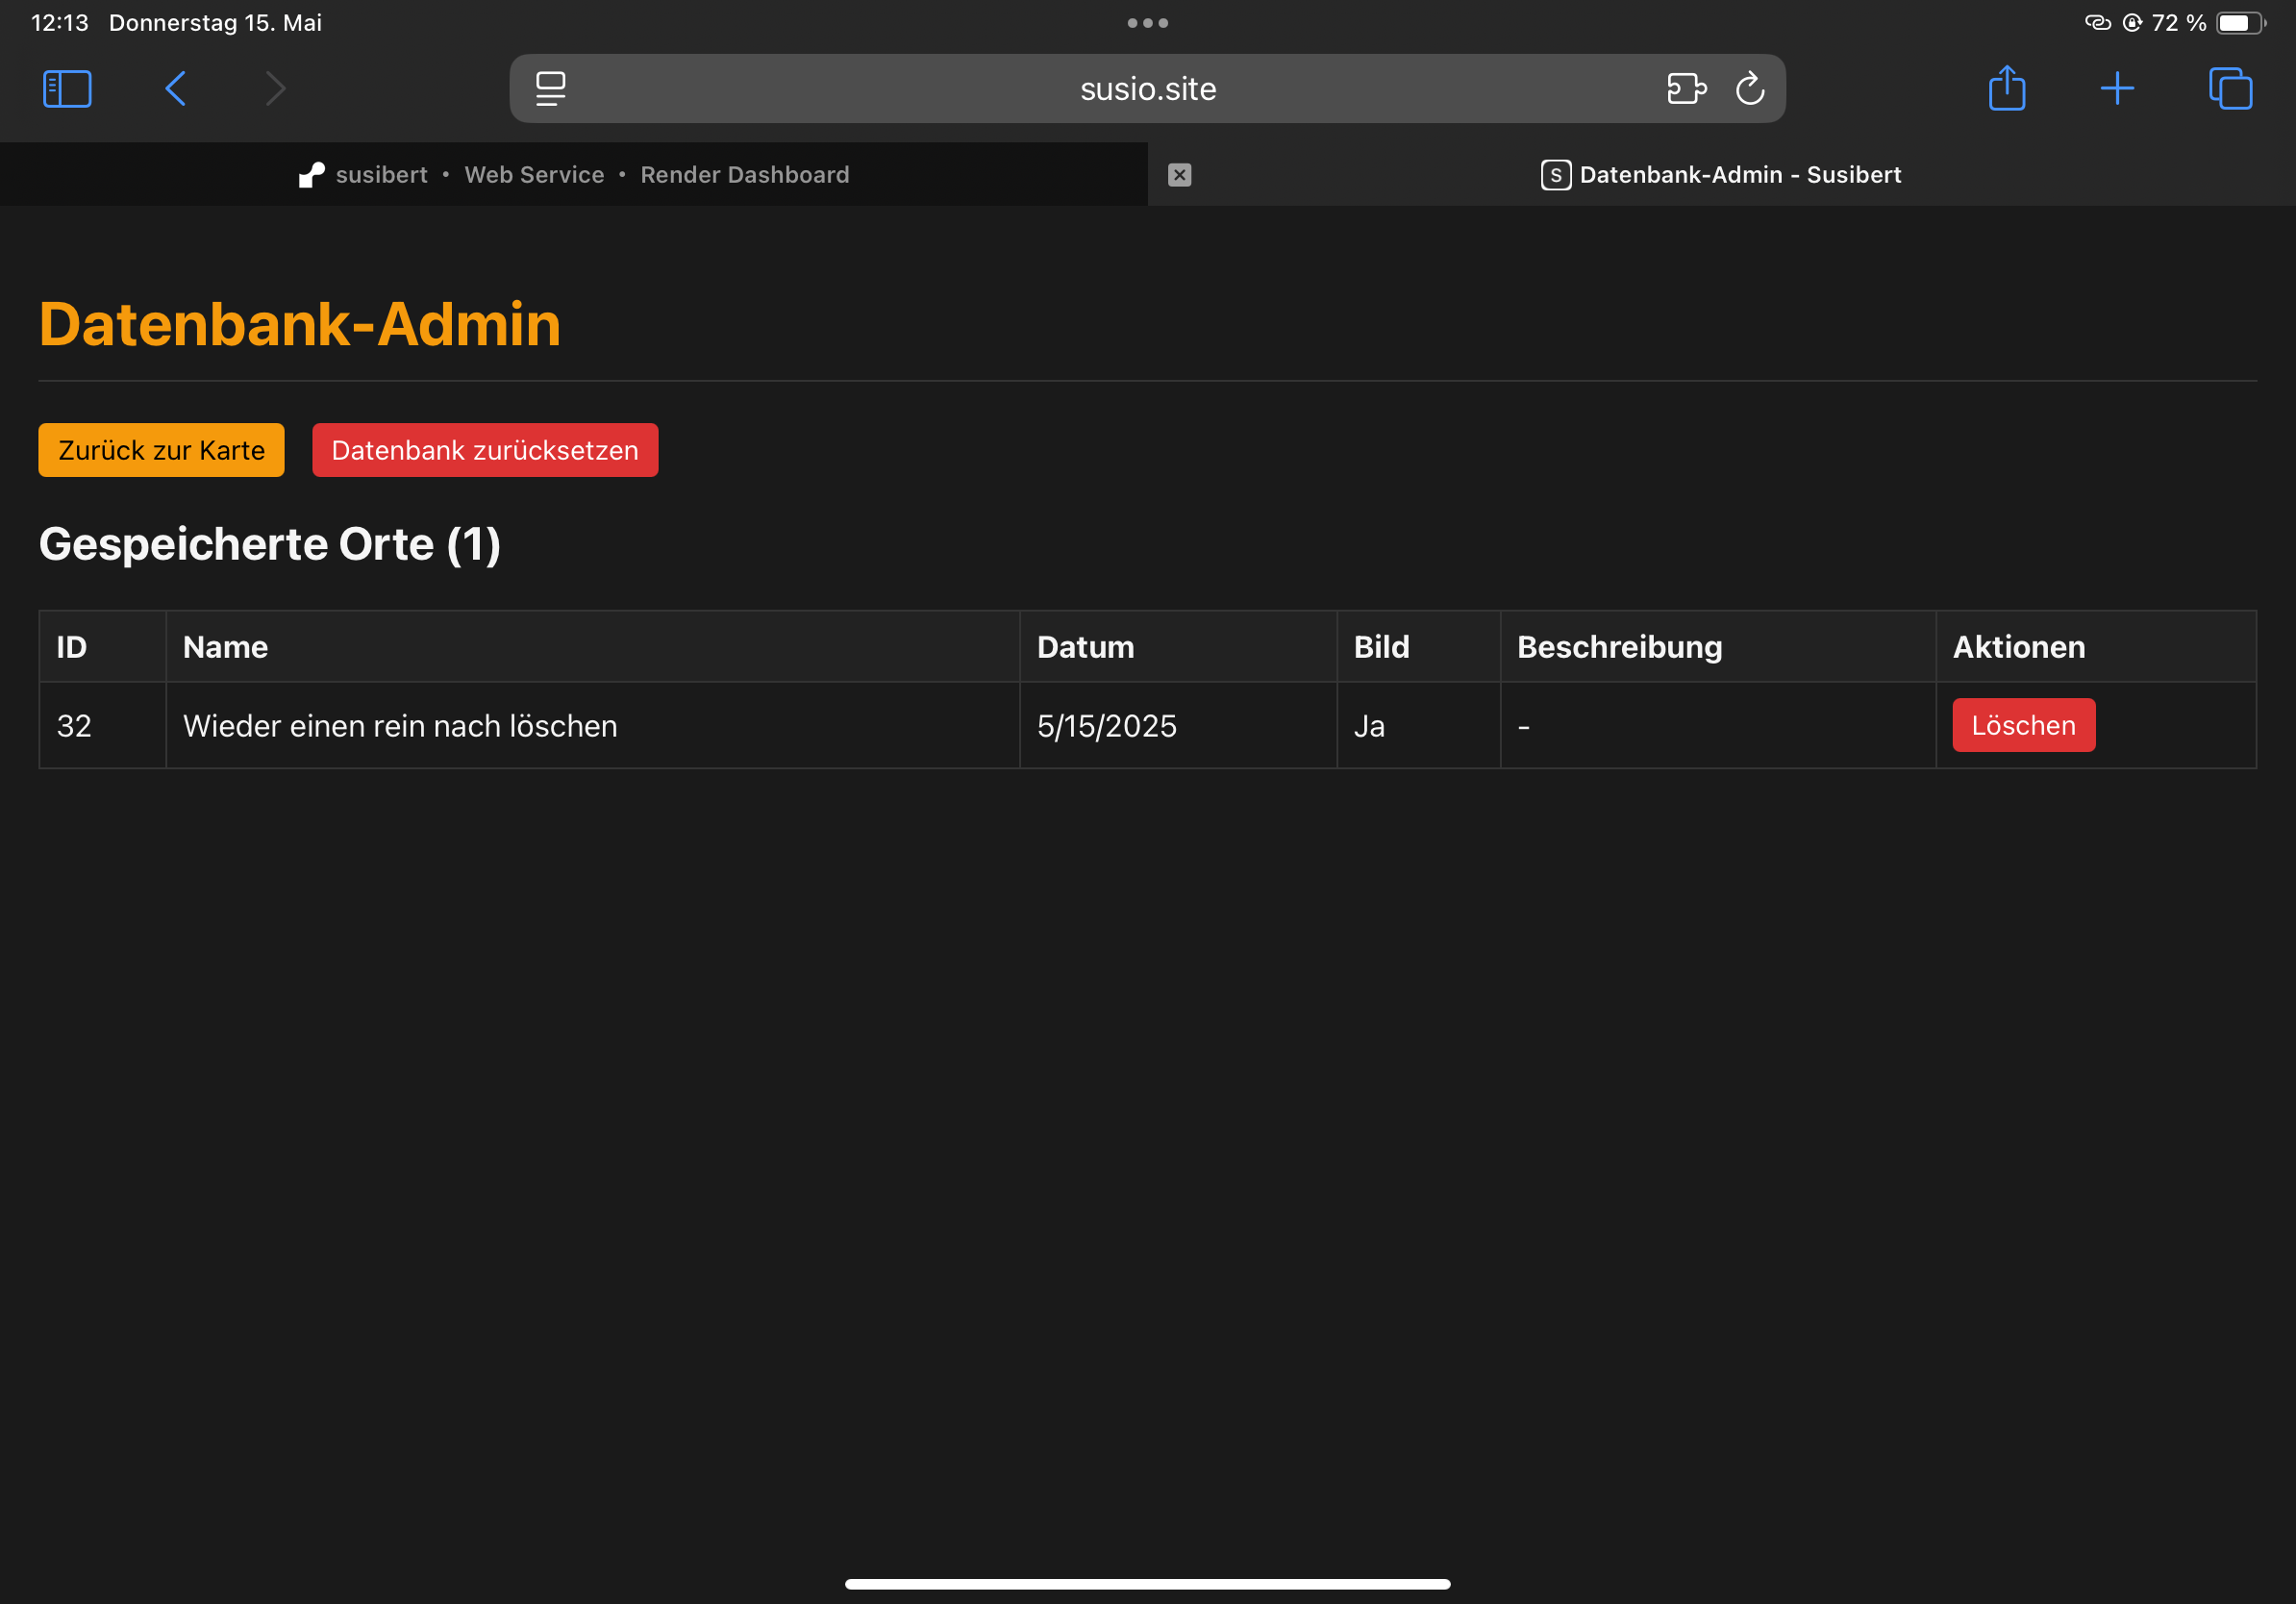 12:13 Donnerstag 15. Mai
72 %
susio.site
susibert • Web Service • Render Dashboard
S Datenbank-Admin - Susibert
Datenbank-Admin
Zurück zur Karte Datenbank zurücksetzen
Gespeicherte Orte (1)
ID Name Datum Bild Beschreibung Aktionen
32 Wieder einen rein nach löschen 5/15/2025 Ja - Löschen